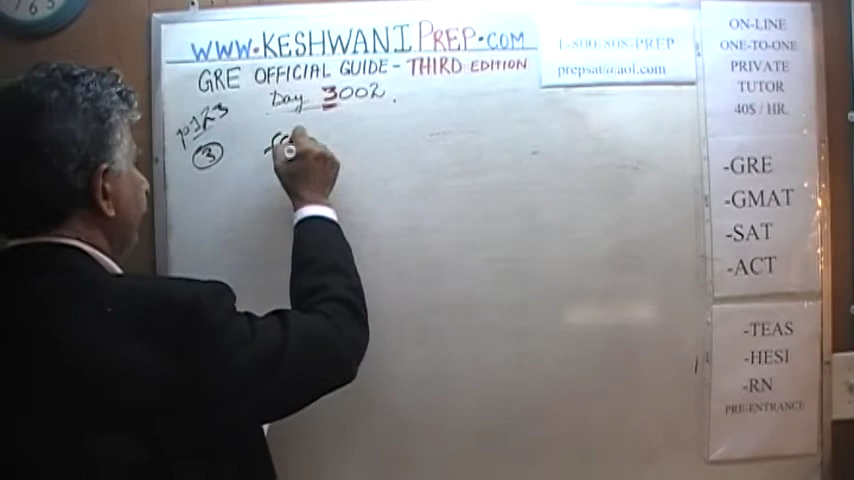 WWW.KESHWANIPREP.COM
GRE OFFICIAL GUIDE - THIRD EDITION
Day 3002.
p123
3
1-800-808-PREP
prepsat@aol.com
ON-LINE
ONE-TO-ONE
PRIVATE
TUTOR
40$ / HR.
-GRE
-GMAT
-SAT
-ACT
-TEAS
-HESI
-RN
PRE-ENTRANCE